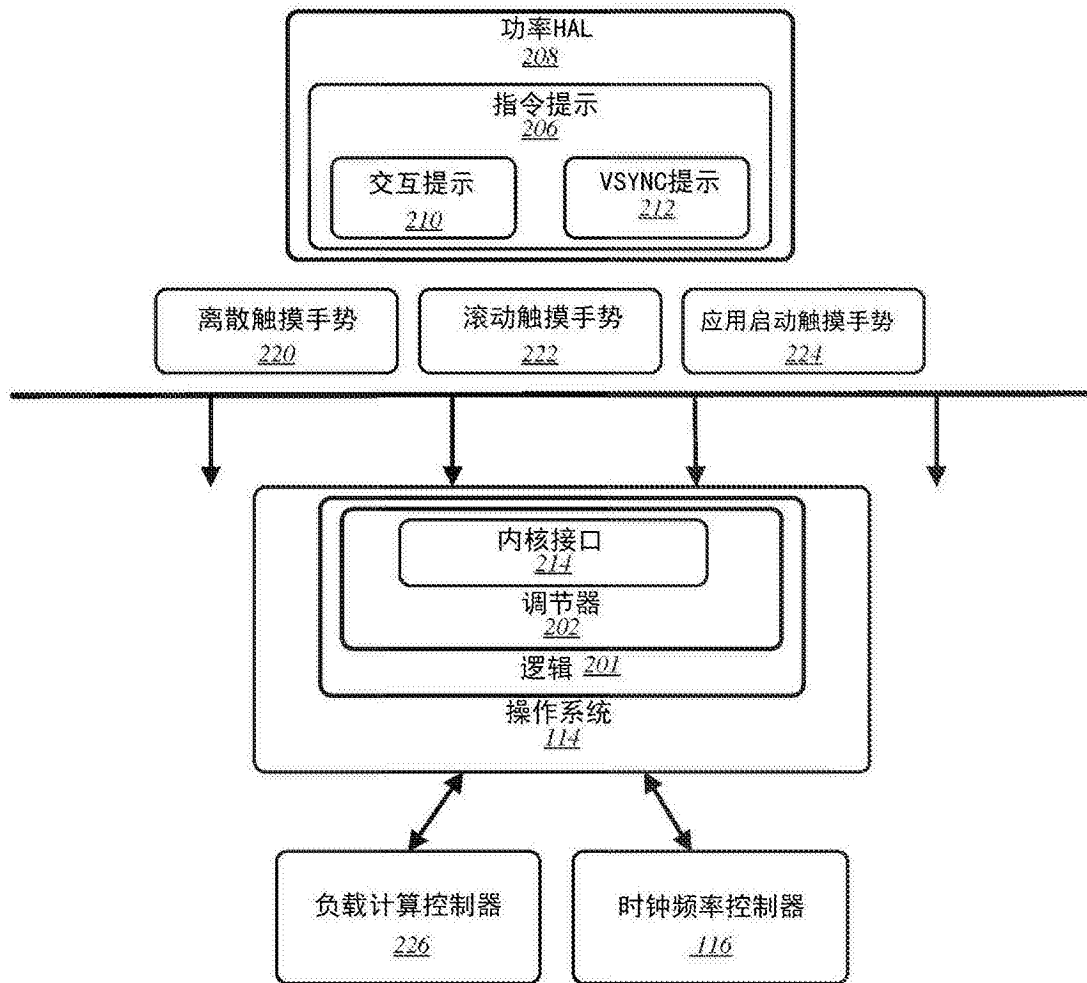 功率HAL
208
指令提示
206
交互提示
210
VSYNC提示
212
离散触摸手势
220
滚动触摸手势
222
应用启动触摸手势
224
内核接口
214
调节器
202
逻辑 201
操作系统
114
负载计算控制器
226
时钟频率控制器
116